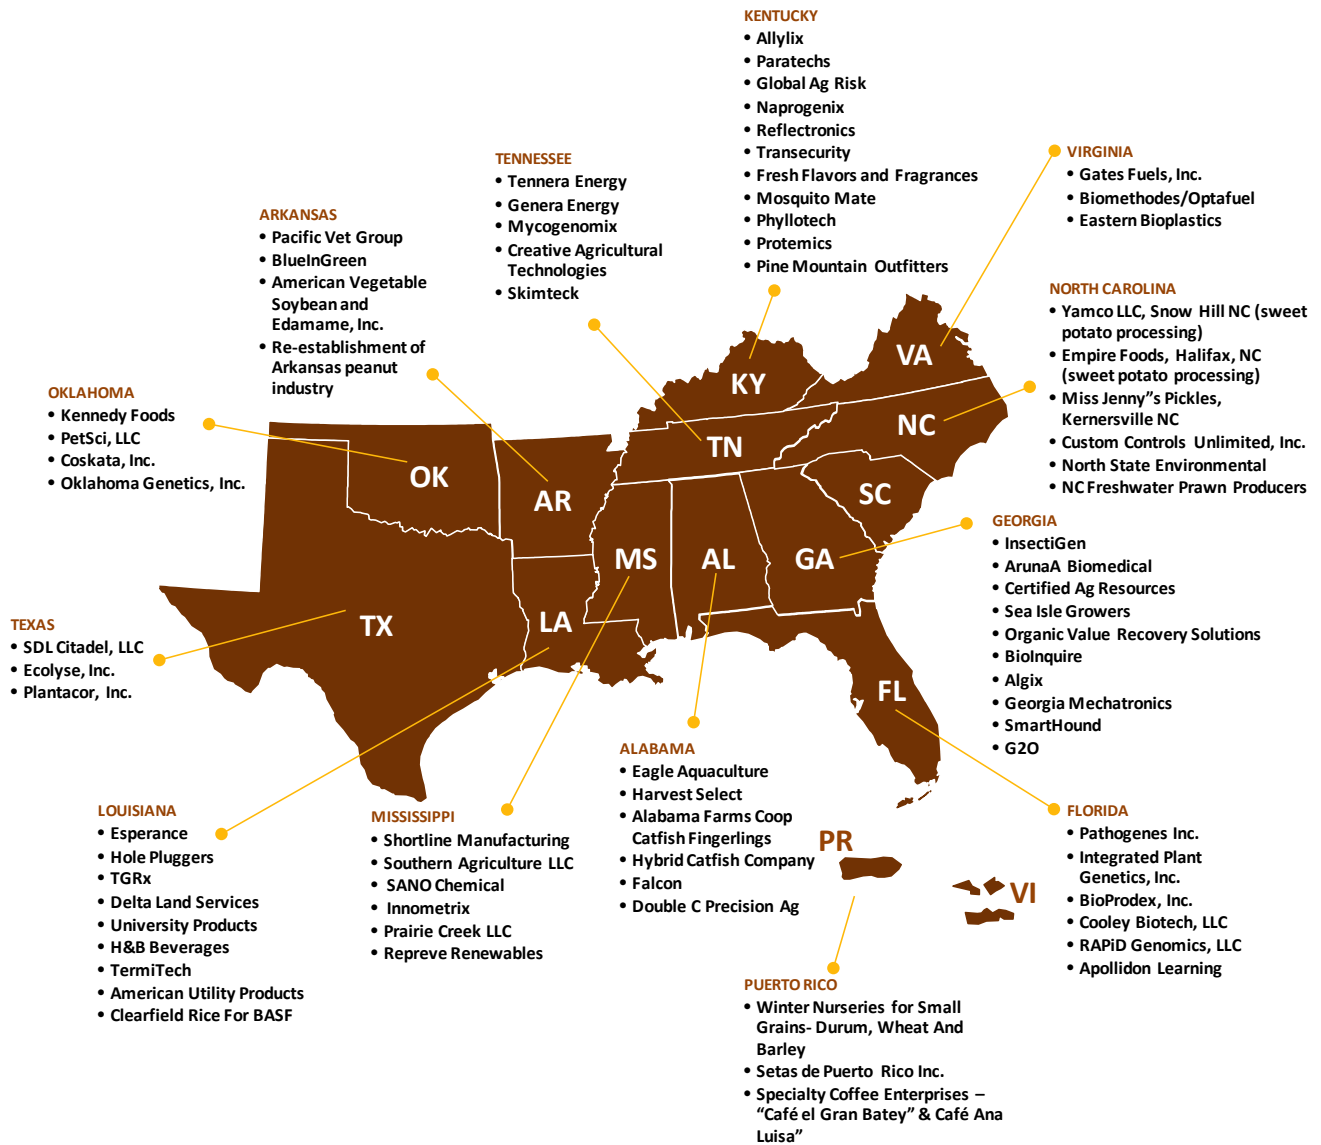 KENTUCKY
• Allylix
• Paratechs
• Global Ag Risk
• Naprogenix
• Reflectronics
• Transecurity
• Fresh Flavors and Fragrances
• Mosquito Mate
• Phyllotech
• Protemics
• Pine Mountain Outfitters
VIRGINIA
• Gates Fuels, Inc.
• Biomethodes/Optafuel
• Eastern Bioplastics
TENNESSEE
• Tennera Energy
• Genera Energy
• Mycogenomix
• Creative Agricultural
Technologies
• Skimteck
ARKANSAS
• Pacific Vet Group
• BlueInGreen
• American Vegetable
Soybean and
Edamame, Inc.
• Re-establishment of
Arkansas peanut
industry
NORTH CAROLINA
• Yamco LLC, Snow Hill NC (sweet
potato processing)
• Empire Foods, Halifax, NC
(sweet potato processing)
• Miss Jenny"s Pickles,
Kernersville NC
• Custom Controls Unlimited, Inc.
• North State Environmental
• NC Freshwater Prawn Producers
OKLAHOMA
• Kennedy Foods
• PetSci, LLC
• Coskata, Inc.
• Oklahoma Genetics, Inc.
VA
KY
NC
TN
OK
AR
SC
MS
AL
GA
TX
LA
FL
GEORGIA
• InsectiGen
• ArunaA Biomedical
• Certified Ag Resources
• Sea Isle Growers
• Organic Value Recovery Solutions
• BioInquire
• Algix
• Georgia Mechatronics
• SmartHound
• G2O
TEXAS
• SDL Citadel, LLC
• Ecolyse, Inc.
• Plantacor, Inc.
LOUISIANA
• Esperance
• Hole Pluggers
• TGRx
• Delta Land Services
• University Products
• H&B Beverages
• TermiTech
• American Utility Products
• Clearfield Rice For BASF
MISSISSIPPI
• Shortline Manufacturing
• Southern Agriculture LLC
• SANO Chemical
• Innometrix
• Prairie Creek LLC
• Repreve Renewables
ALABAMA
• Eagle Aquaculture
• Harvest Select
• Alabama Farms Coop
Catfish Fingerlings
• Hybrid Catfish Company
• Falcon
• Double C Precision Ag
PR
VI
FLORIDA
• Pathogenes Inc.
• Integrated Plant
Genetics, Inc.
• BioProdex, Inc.
• Cooley Biotech, LLC
• RAPiD Genomics, LLC
• Apollidon Learning
PUERTO RICO
• Winter Nurseries for Small
Grains- Durum, Wheat And
Barley
• Setas de Puerto Rico Inc.
• Specialty Coffee Enterprises –
“Café el Gran Batey” & Café Ana
Luisa”